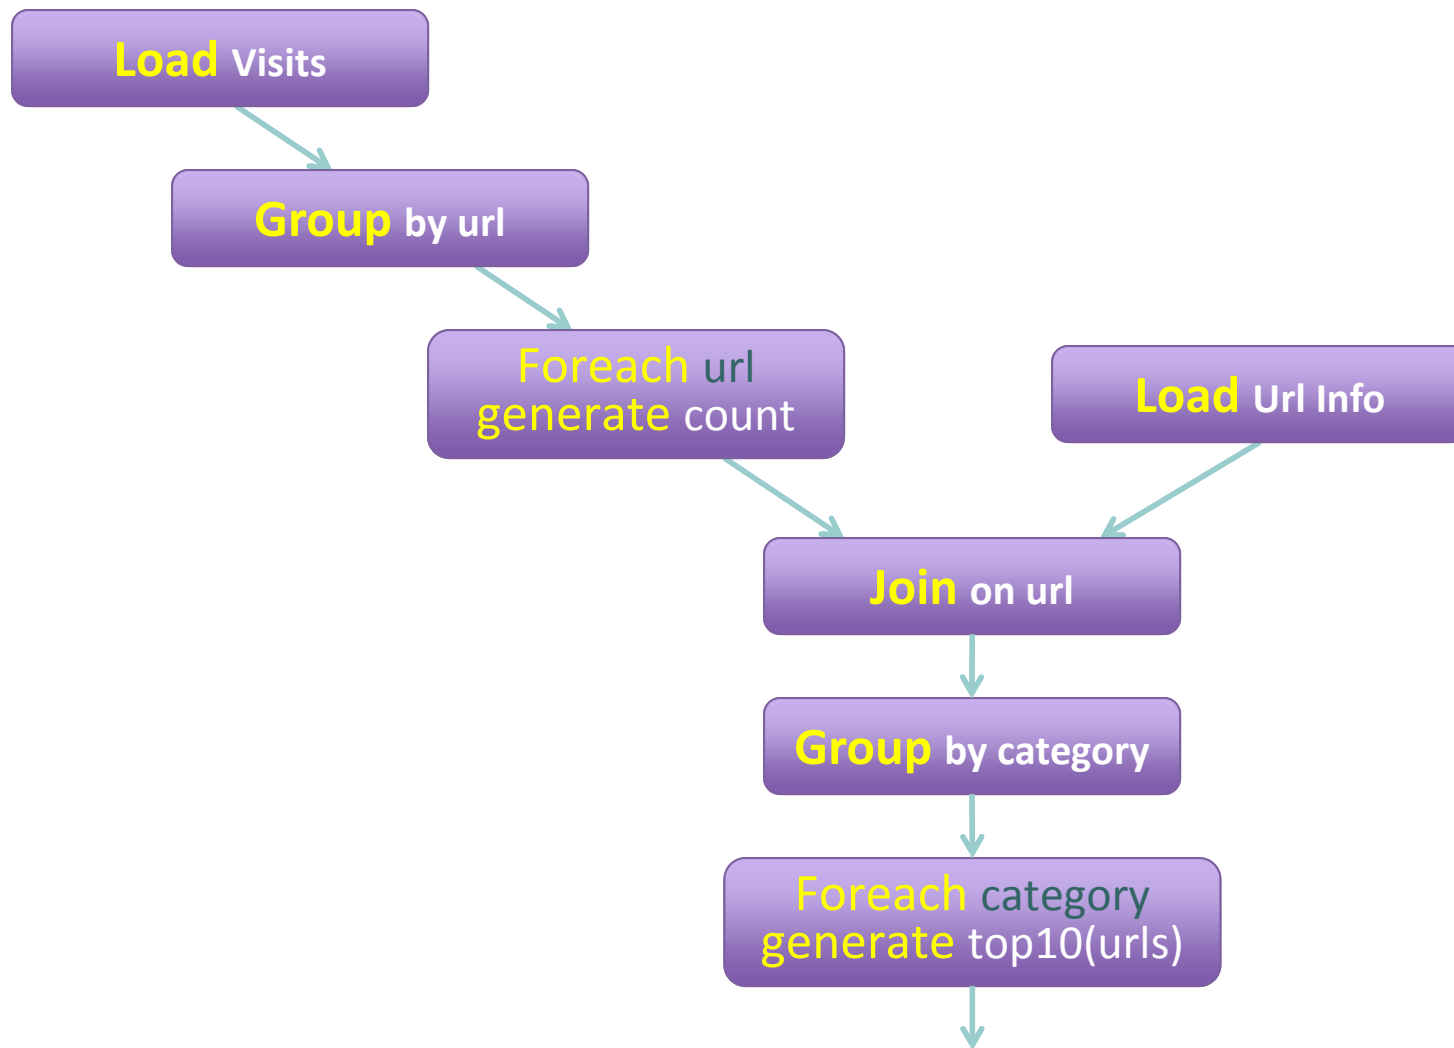 Load Visits
Group by url
Foreach url
generate count
Load Url Info
Join on url
Group by category
Foreach category
generate top10(urls)